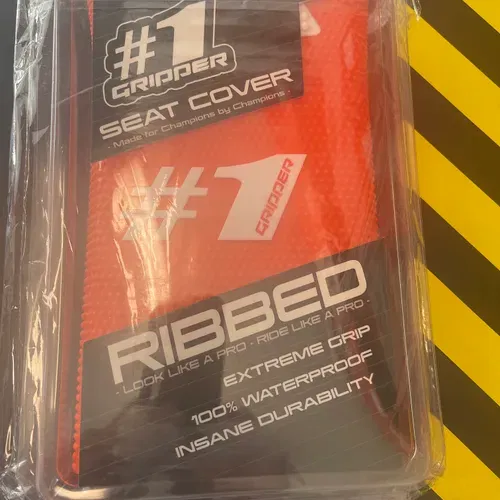 #1
GRIPPER
SEAT COVER
- Made for Champions by Champions -
#1 GRIPPER
RIBBED
- LOOK LIKE A PRO - RIDE LIKE A PRO -
EXTREME GRIP
100% WATERPROOF
INSANE DURABILITY